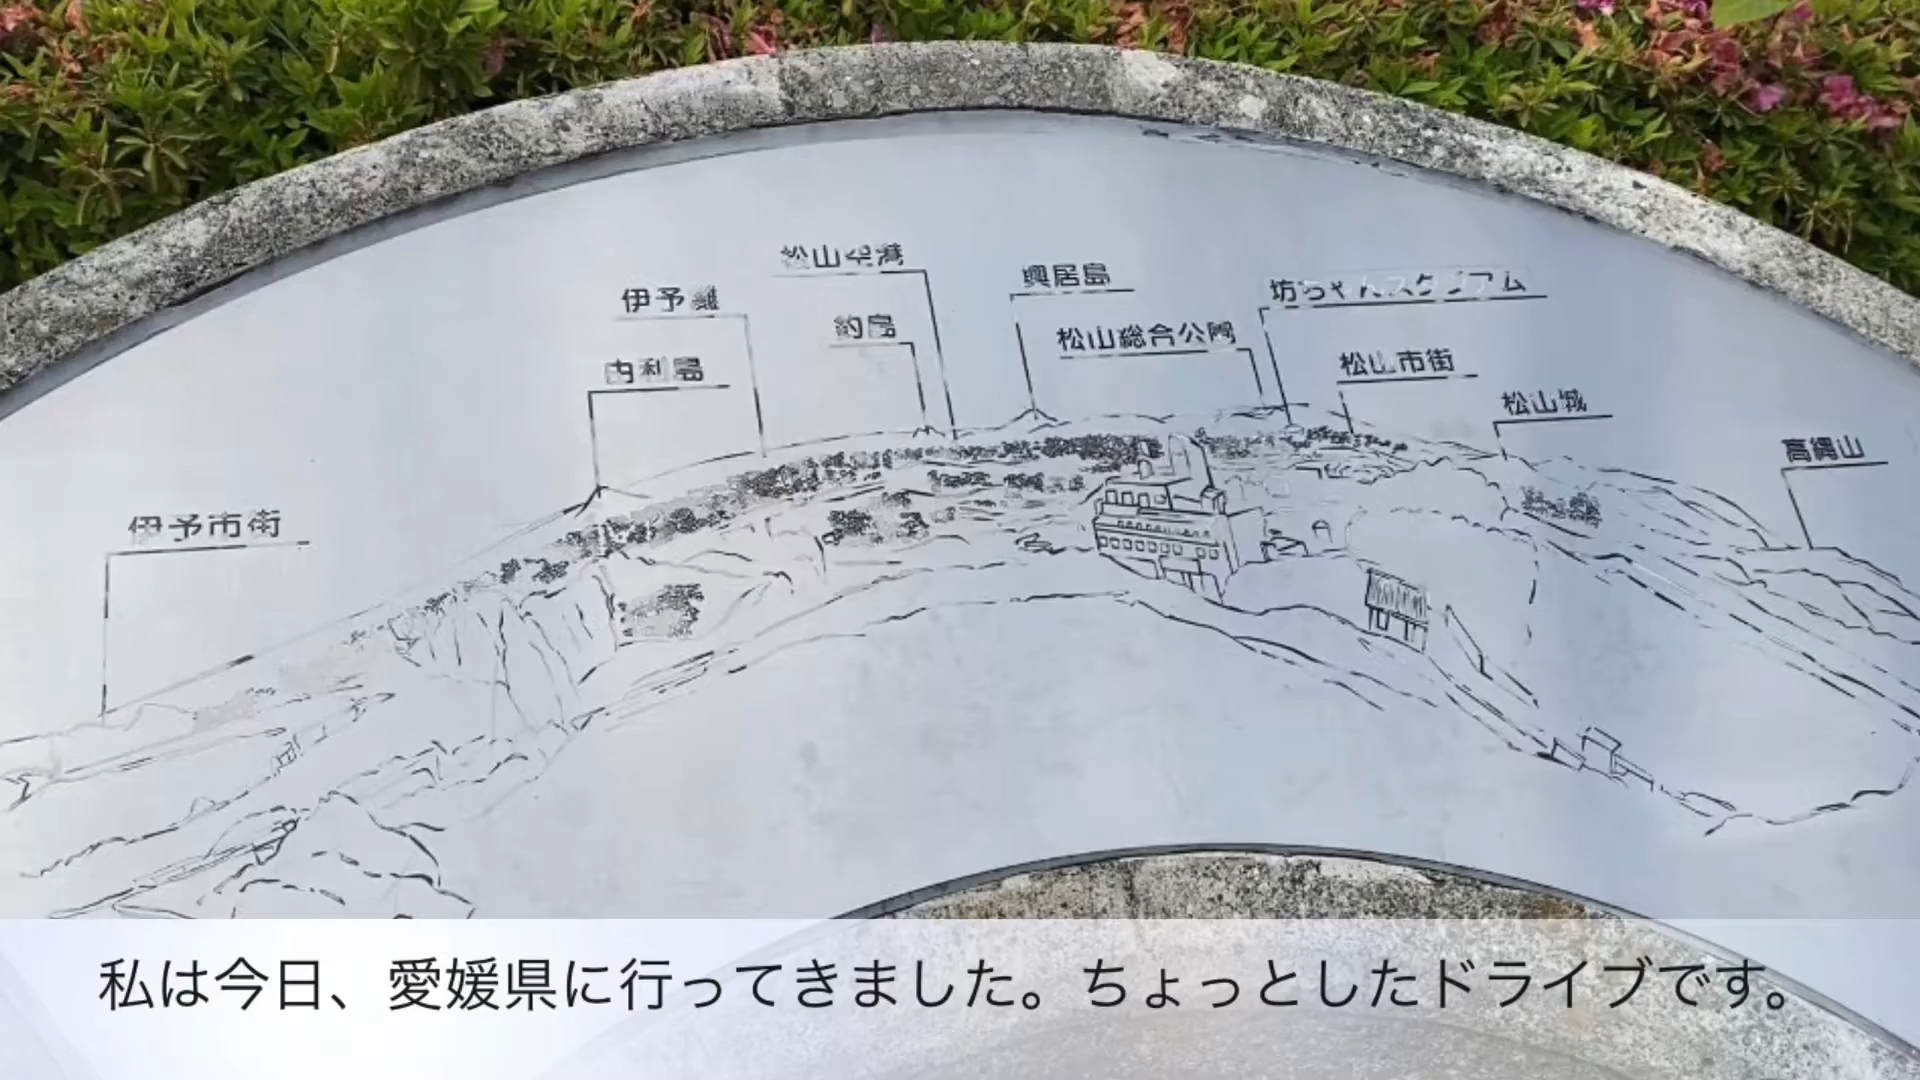 松山空港
興居島
伊予灘
坊ちゃんスタジアム
釣島
松山総合公園
内利島
松山市街
松山城
高縄山
伊予市街
私は今日、愛媛県に行ってきました。ちょっとしたドライブです。